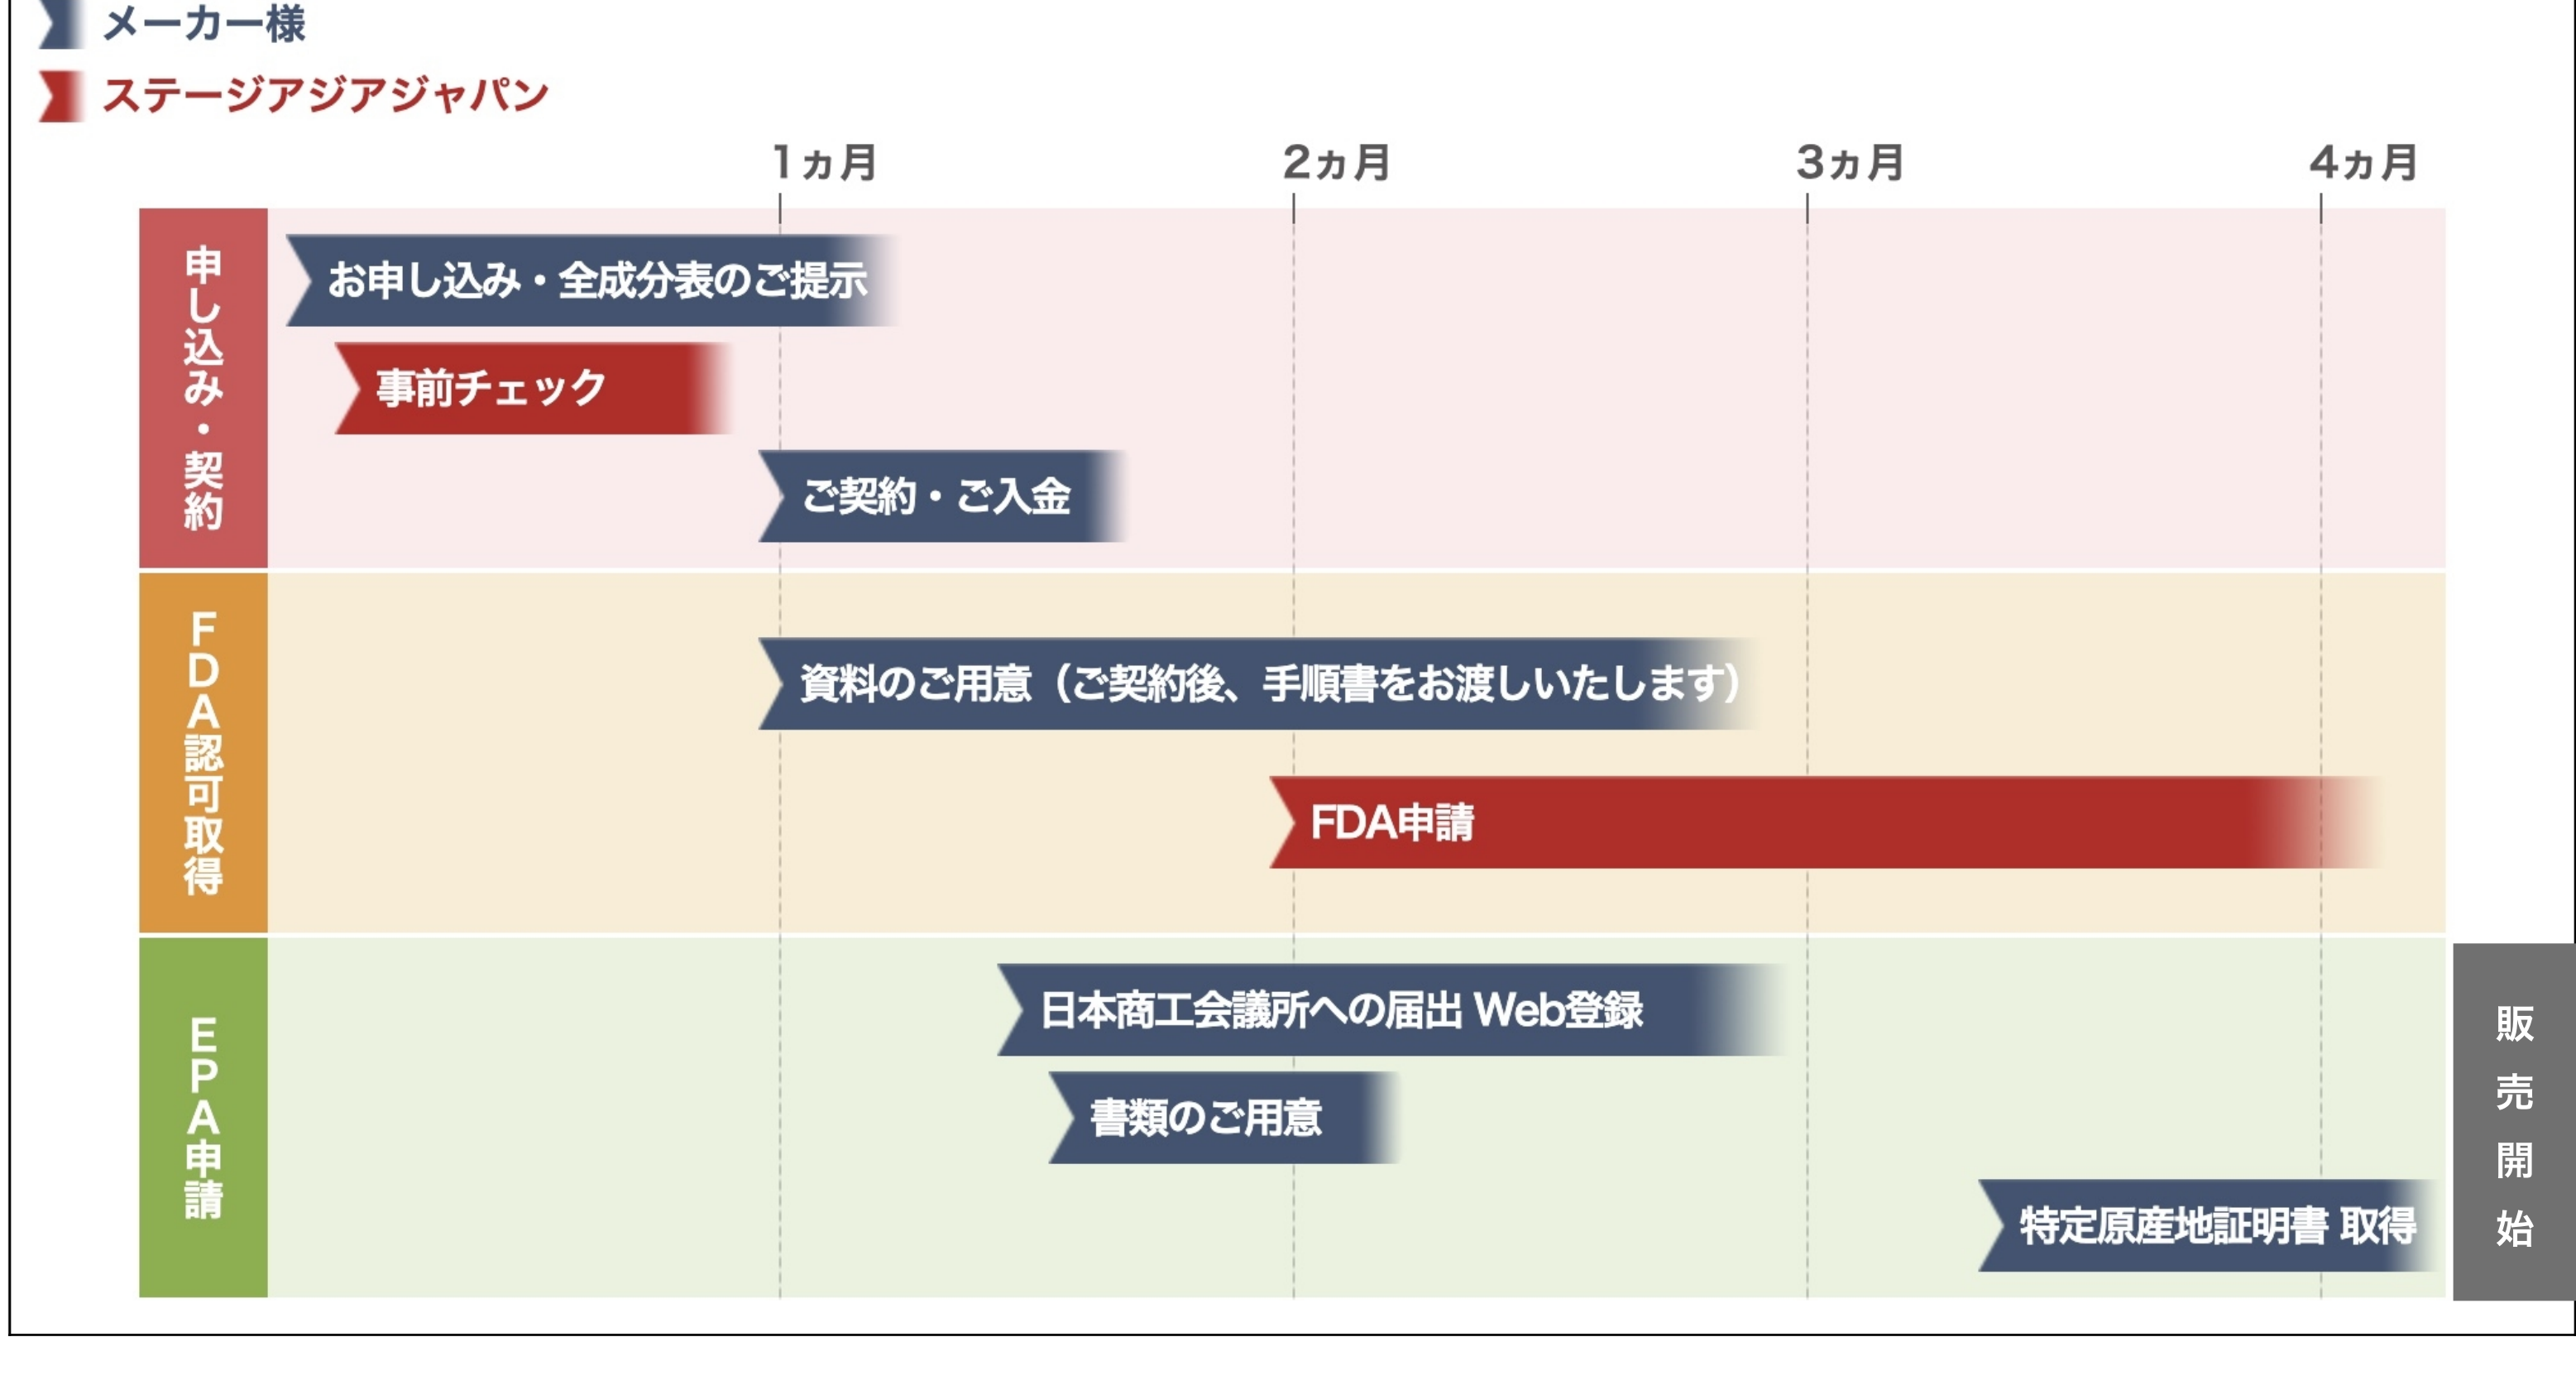 メーカー様
ステージアジアジャパン
1ヵ月
2ヵ月
3ヵ月
4ヵ月
申し込み・契約
お申し込み・全成分表のご提示
事前チェック
ご契約・ご入金
FDA認可取得
資料のご用意（ご契約後、手順書をお渡しいたします）
FDA申請
EPA申請
日本商工会議所への届出 Web登録
書類のご用意
特定原産地証明書 取得
販売開始